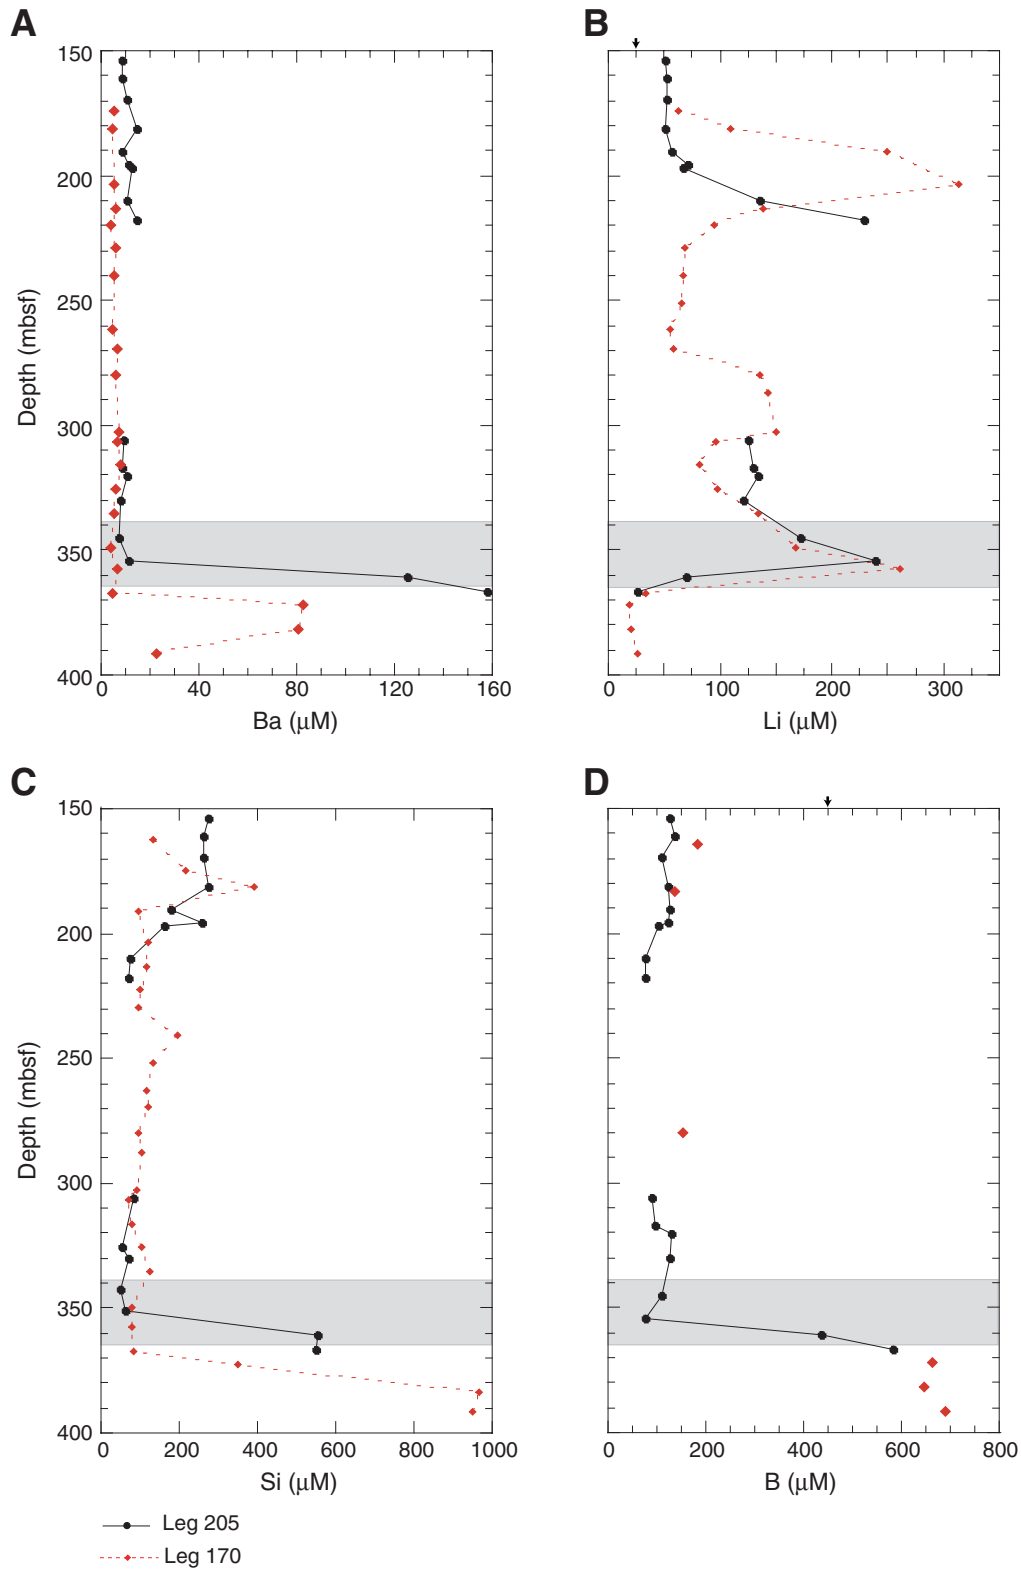 A
B
150
200
250
300
350
400
Depth (mbsf)
0 40 80 120 160
Ba (μM)
0 100 200 300
Li (μM)
C
D
150
200
250
300
350
400
Depth (mbsf)
0 200 400 600 800 1000
Si (μM)
0 200 400 600 800
B (μM)
Leg 205
Leg 170